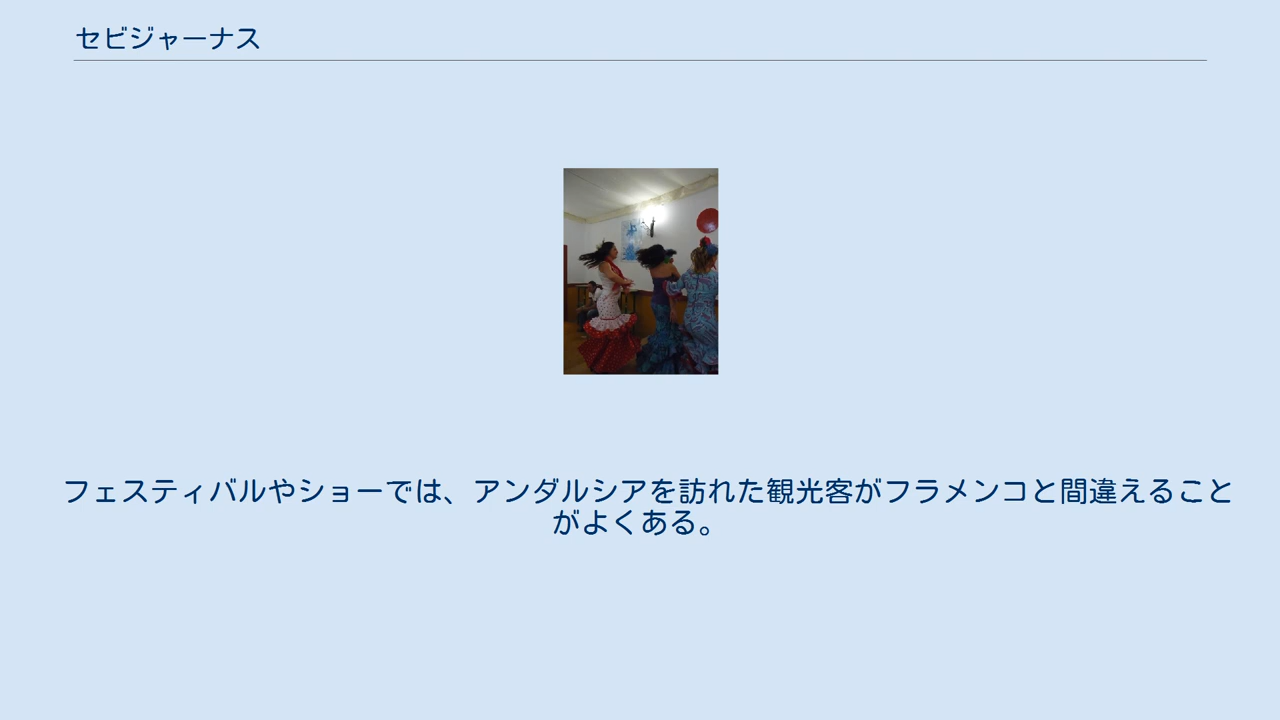 セビジャーナス
フェスティバルやショーでは、アンダルシアを訪れた観光客がフラメンコと間違えること
がよくある。